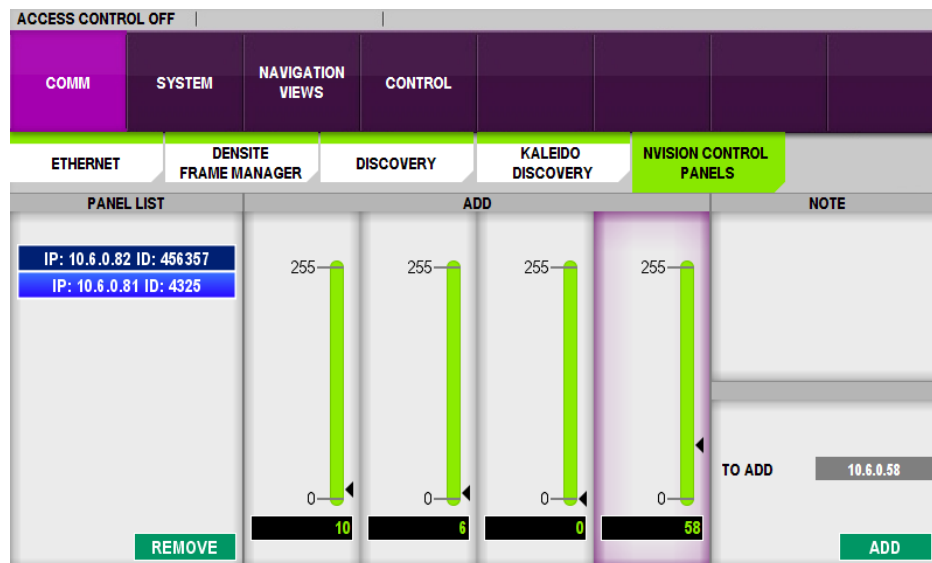 ACCESS CONTROL OFF
COMM
SYSTEM
NAVIGATION
VIEWS
CONTROL
ETHERNET
DENSITE
FRAME MANAGER
DISCOVERY
KALEIDO
DISCOVERY
NVISION CONTROL
PANELS
PANEL LIST
ADD
NOTE
IP: 10.6.0.82 ID: 456357
IP: 10.6.0.81 ID: 4325
255
255
255
255
0
0
0
0
10
6
0
58
TO ADD
10.6.0.58
REMOVE
ADD